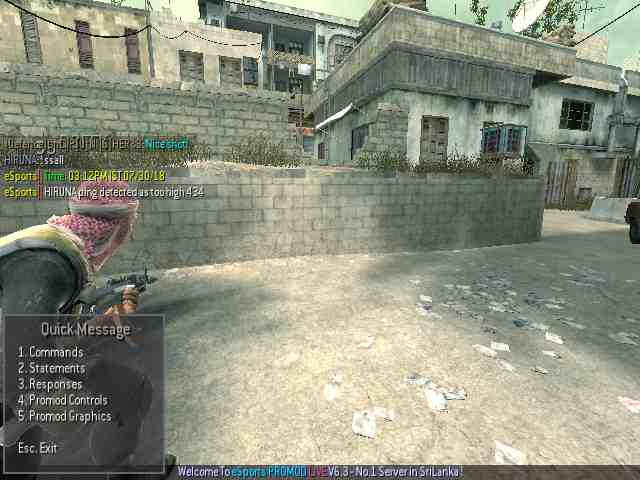 Nice shot!
HIRUNA: !ssall
eSports| Time: 03:12PM IST 07/30/18
eSports| HIRUNA ping detected as too high 434
Quick Message
1. Commands
2. Statements
3. Responses
4. Promod Controls
5. Promod Graphics
Esc. Exit
Welcome To eSports PROMOD LIVE V6.3 - No.1 Server in SriLanka !